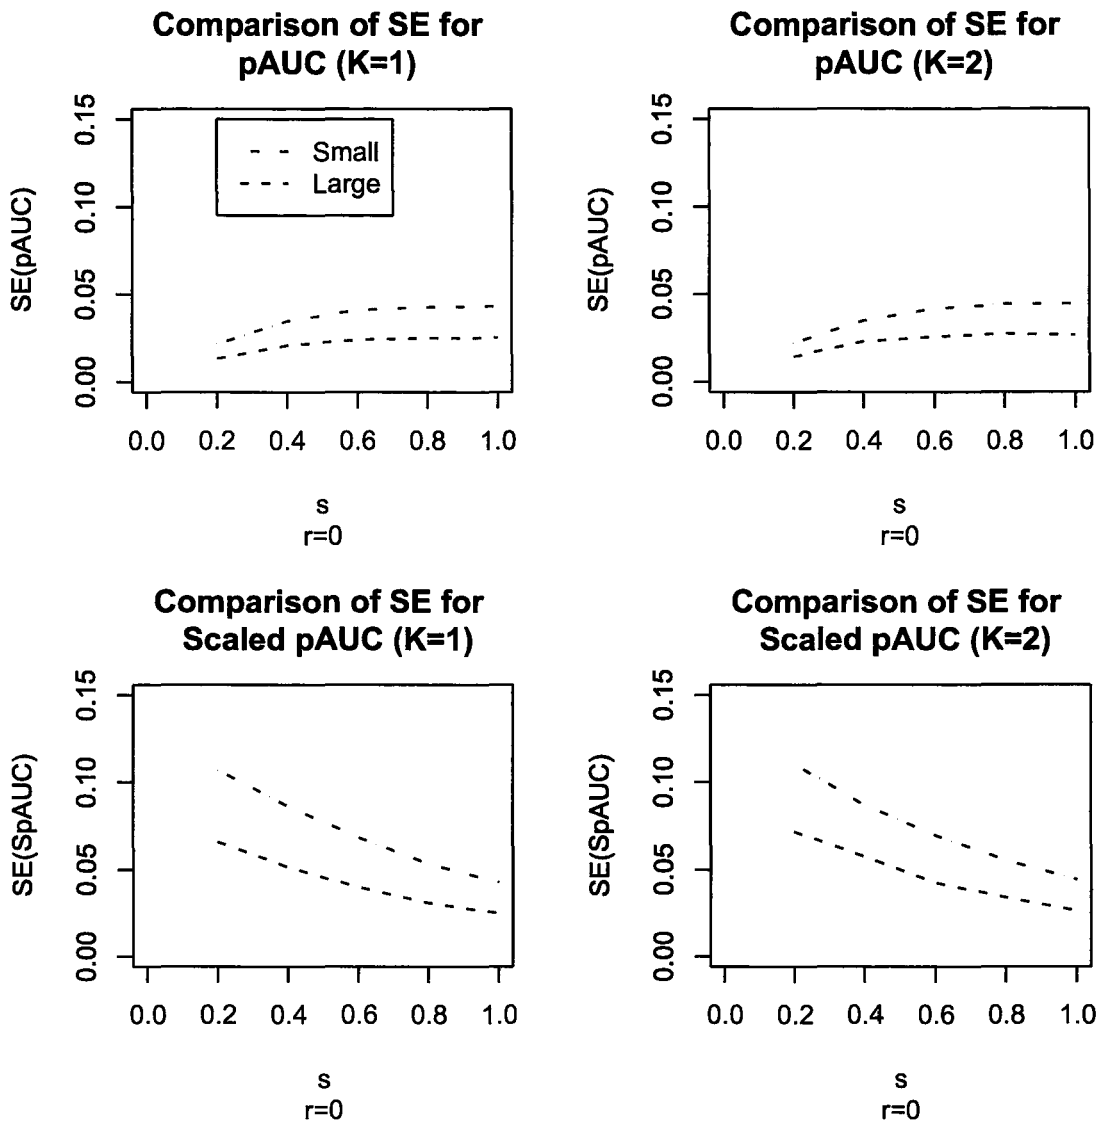 Comparison of SE for
pAUC (K=1)
SE(pAUC)
0.15
0.10
0.05
0.00
Small
Large
0.0 0.2 0.4 0.6 0.8 1.0
s
r=0
Comparison of SE for
pAUC (K=2)
SE(pAUC)
0.15
0.10
0.05
0.00
0.0 0.2 0.4 0.6 0.8 1.0
s
r=0
Comparison of SE for
Scaled pAUC (K=1)
SE(SpAUC)
0.15
0.10
0.05
0.00
0.0 0.2 0.4 0.6 0.8 1.0
s
r=0
Comparison of SE for
Scaled pAUC (K=2)
SE(SpAUC)
0.15
0.10
0.05
0.00
0.0 0.2 0.4 0.6 0.8 1.0
s
r=0